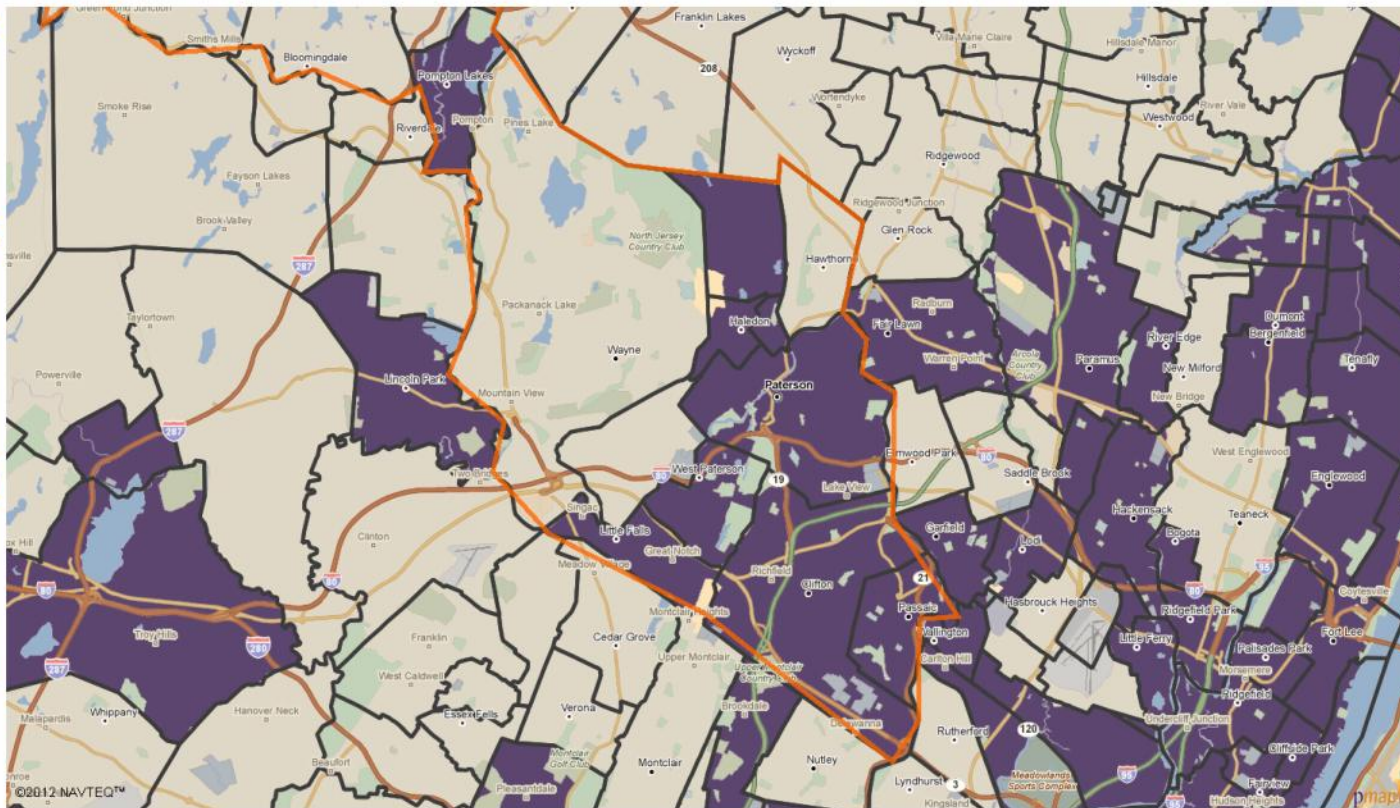 Franklin Lakes
Wyckoff
Villa Marie Claire
Hillsdale Manor
Smiths Mills
Bloomingdale
208
Hillsdale
Pompton Lakes
Wortendyke
River Vale
Smoke Rise
Westwood
Pompton
Pines Lake
Riverdale
Ridgewood
Fayson Lakes
Brook Valley
Ridgewood Junction
North Jersey
Country Club
Glen Rock
287
Hawthorne
Packanack Lake
Radburn
Taylortown
Haledon
Fair Lawn
Dumont
Bergenfield
River Edge
Wayne
Warren Point
Arcola
Country
Club
Paramus
Tenafly
New Milford
Powerville
Lincoln Park
Mountain View
Paterson
New Bridge
287
West Englewood
Elmwood Park
80
Two Bridges
80
West Paterson
19
Lake View
Saddle Brook
Englewood
Singac
Hackensack
Teaneck
Little Falls
Garfield
Bogota
Clinton
Great Notch
Lodi
Meadow Village
Richfield
95
80
80
21
80
Clifton
Coytesville
Troy Hills
Montclair Heights
Passaic
Hasbrouck Heights
Ridgefield Park
280
Franklin
Cedar Grove
Wallington
Little Ferry
Fort Lee
Upper Montclair
Carlton Hill
Palisades Park
287
Upper Montclair
Country Club
Morsemere
West Caldwell
Ridgefield
Whippany
Hanover Neck
Essex Fells
Verona
Brookdale
Delawanna
Undercliff Junction
Malapardis
120
Rutherford
Montclair
Golf Club
Cliffside Park
Beaufort
Montclair
Nutley
95
Pleasantdale
Lyndhurst
3
Meadowlands
Sports Complex
Fairview
©2012 NAVTEQ™
Kingsland
Hudson Heights